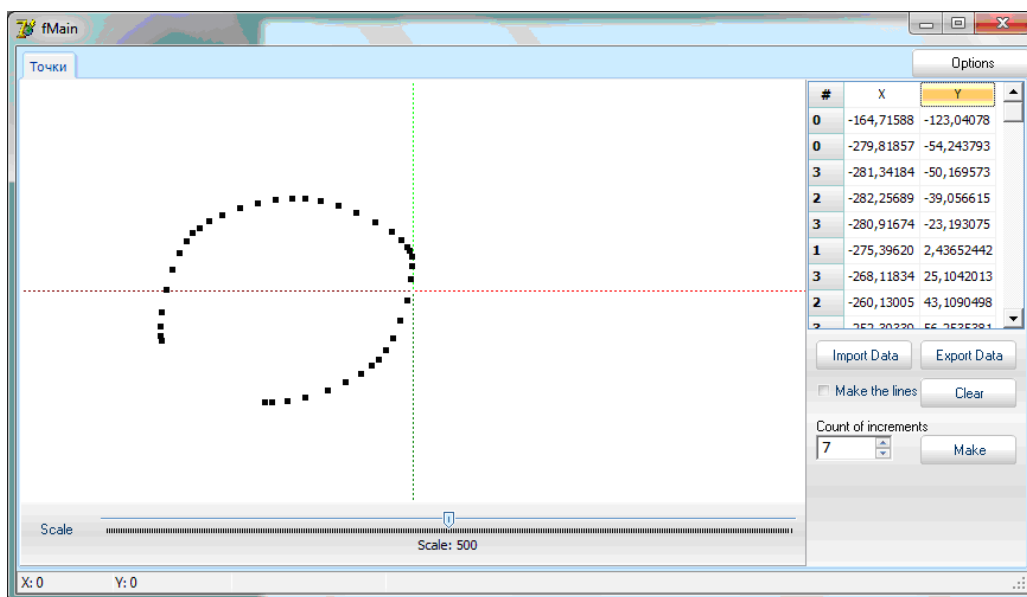 fMain
Точки
Options
# X Y
0 -164,71588 -123,04078
0 -279,81857 -54,243793
3 -281,34184 -50,169573
2 -282,25689 -39,056615
3 -280,91674 -23,193075
1 -275,39620 2,43652442
3 -268,11834 25,1042013
2 -260,13005 43,1090498
Import Data Export Data
Make the lines Clear
Count of increments
7 Make
Scale
Scale: 500
X: 0 Y: 0